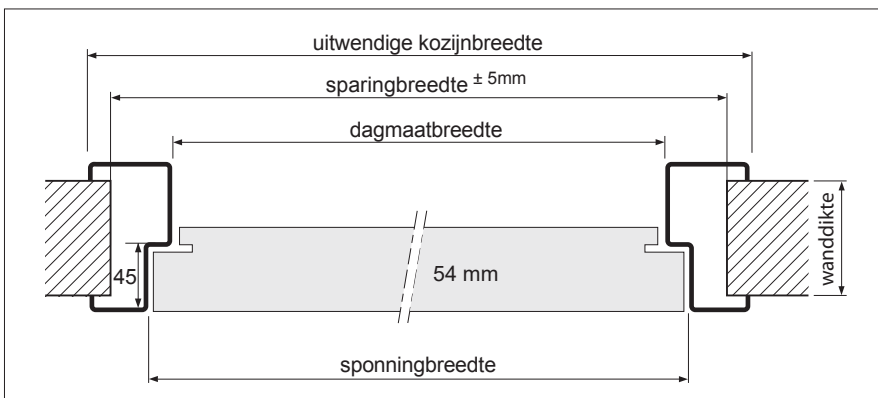 uitwendige kozijnbreedte
sparingbreedte ± 5mm
dagmaatbreedte
wanddikte
45
54 mm
sponningbreedte